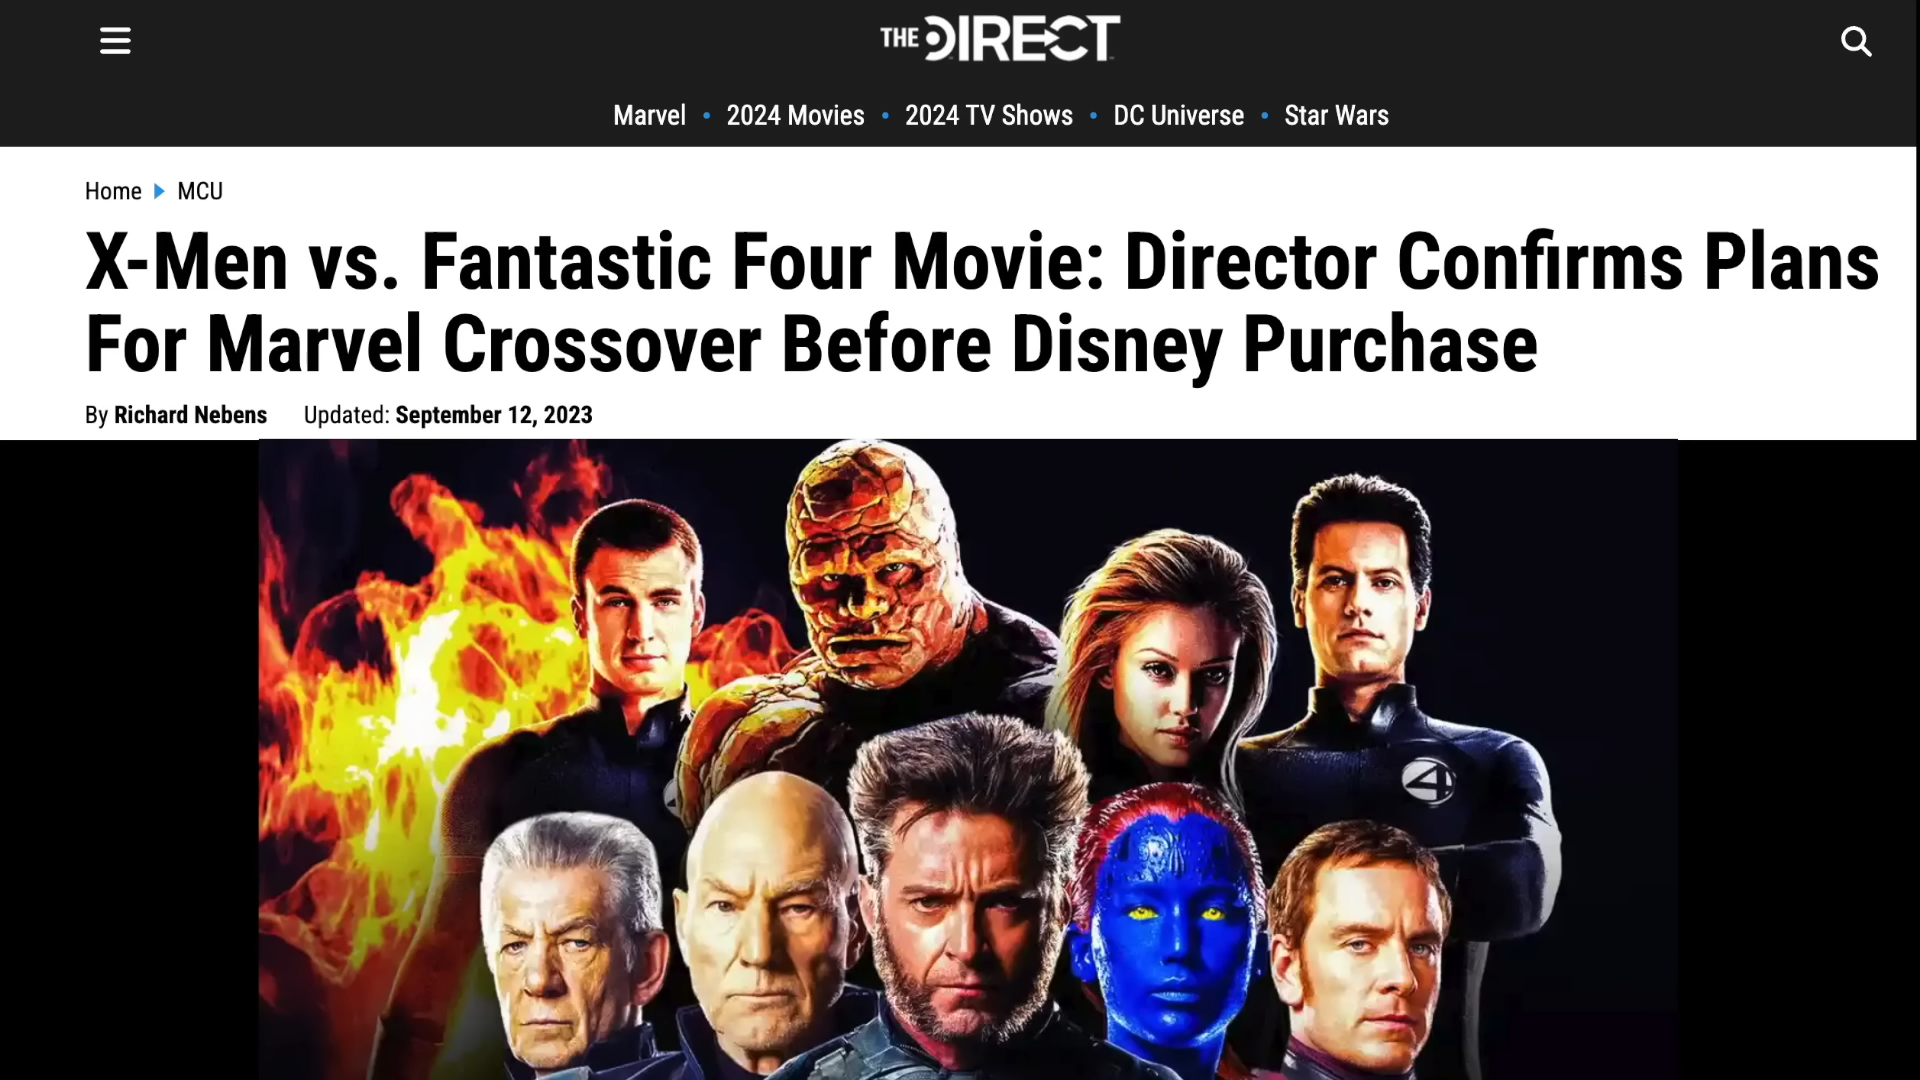 THE DIRECT
Marvel • 2024 Movies • 2024 TV Shows • DC Universe • Star Wars
Home ▶ MCU
X-Men vs. Fantastic Four Movie: Director Confirms Plans
For Marvel Crossover Before Disney Purchase
By Richard Nebens Updated: September 12, 2023
4